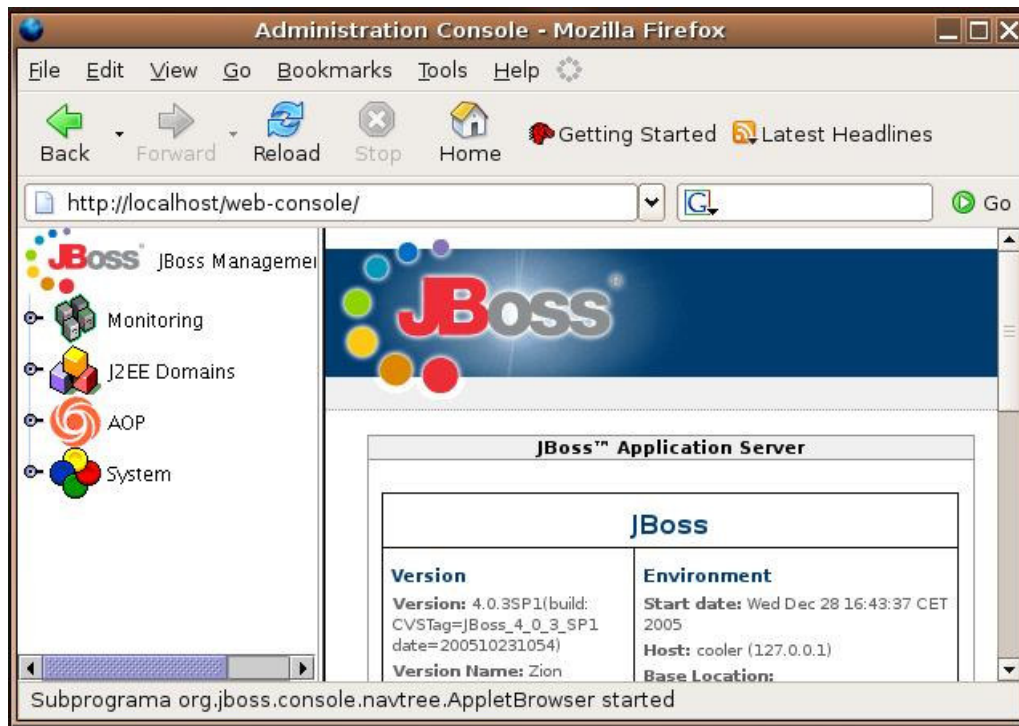 Administration Console - Mozilla Firefox
File Edit View Go Bookmarks Tools Help
Back Forward Reload Stop Home Getting Started Latest Headlines
http://localhost/web-console/ G Go
JBoss® JBoss Managemei
Monitoring
J2EE Domains
AOP
System
JBoss®
JBoss™ Application Server
JBoss
Version
Version: 4.0.3SP1(build:
CVSTag=JBoss_4_0_3_SP1
date=200510231054)
Version Name: Zion
Environment
Start date: Wed Dec 28 16:43:37 CET
2005
Host: cooler (127.0.0.1)
Base Location:
Subprograma org.jboss.console.navtree.AppletBrowser started